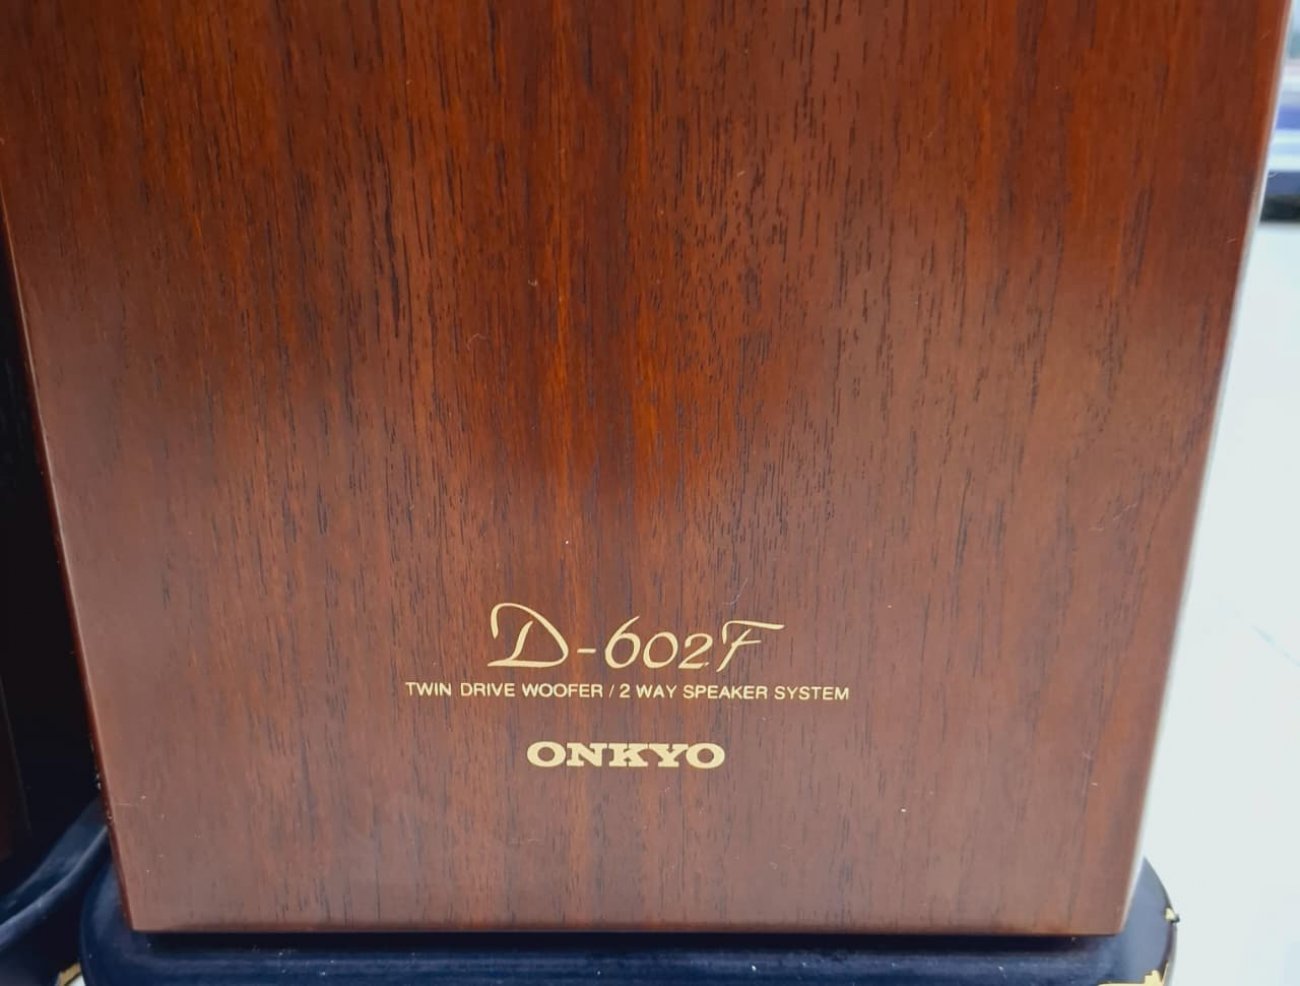 D-602F
TWIN DRIVE WOOFER / 2 WAY SPEAKER SYSTEM
ONKYO